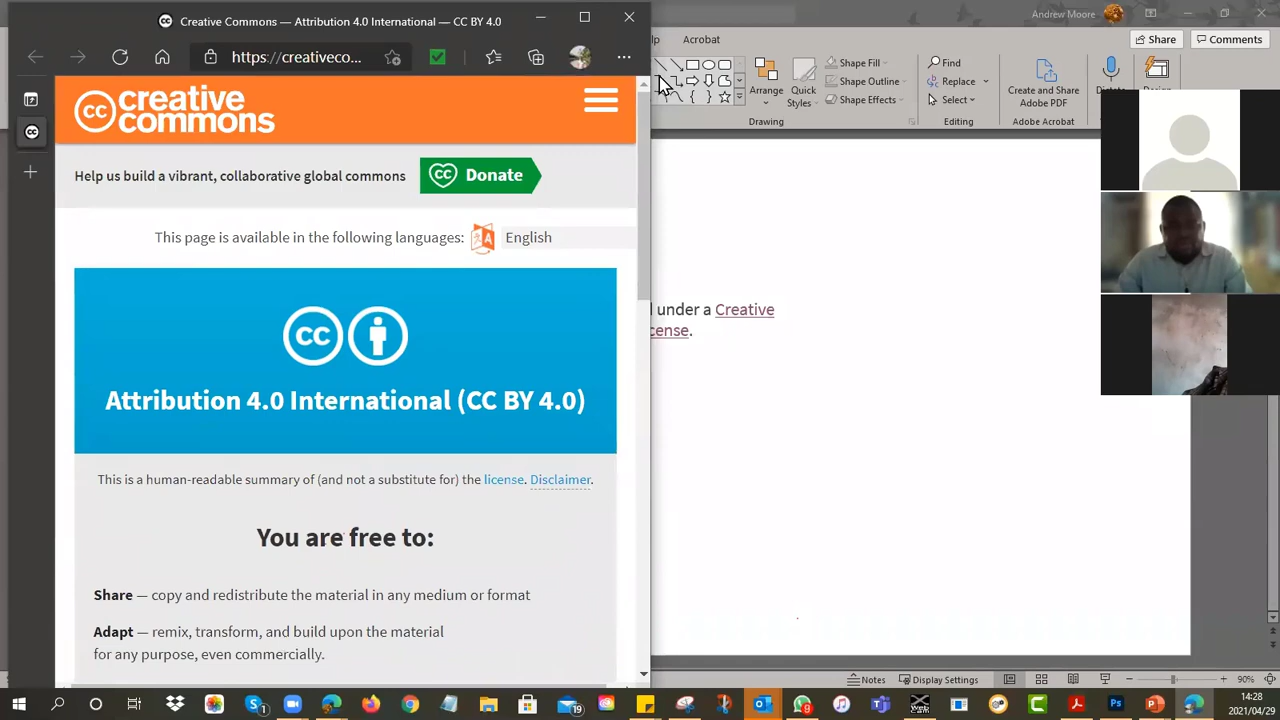 Creative Commons — Attribution 4.0 International — CC BY 4.0
Andrew Moore
https://creativeco...
lp
Acrobat
Share
Comments
Arrange
Quick
Styles
Shape Fill
Shape Outline
Shape Effects
Drawing
Find
Replace
Select
Editing
Create and Share
Adobe PDF
Adobe Acrobat
cc creative
commons
Help us build a vibrant, collaborative global commons
Donate
This page is available in the following languages:
English
cc
Attribution 4.0 International (CC BY 4.0)
This is a human-readable summary of (and not a substitute for) the license. Disclaimer.
You are free to:
Share — copy and redistribute the material in any medium or format
Adapt — remix, transform, and build upon the material
for any purpose, even commercially.
under a Creative
cense.
Notes
Display Settings
90%
14:28
2021/04/29